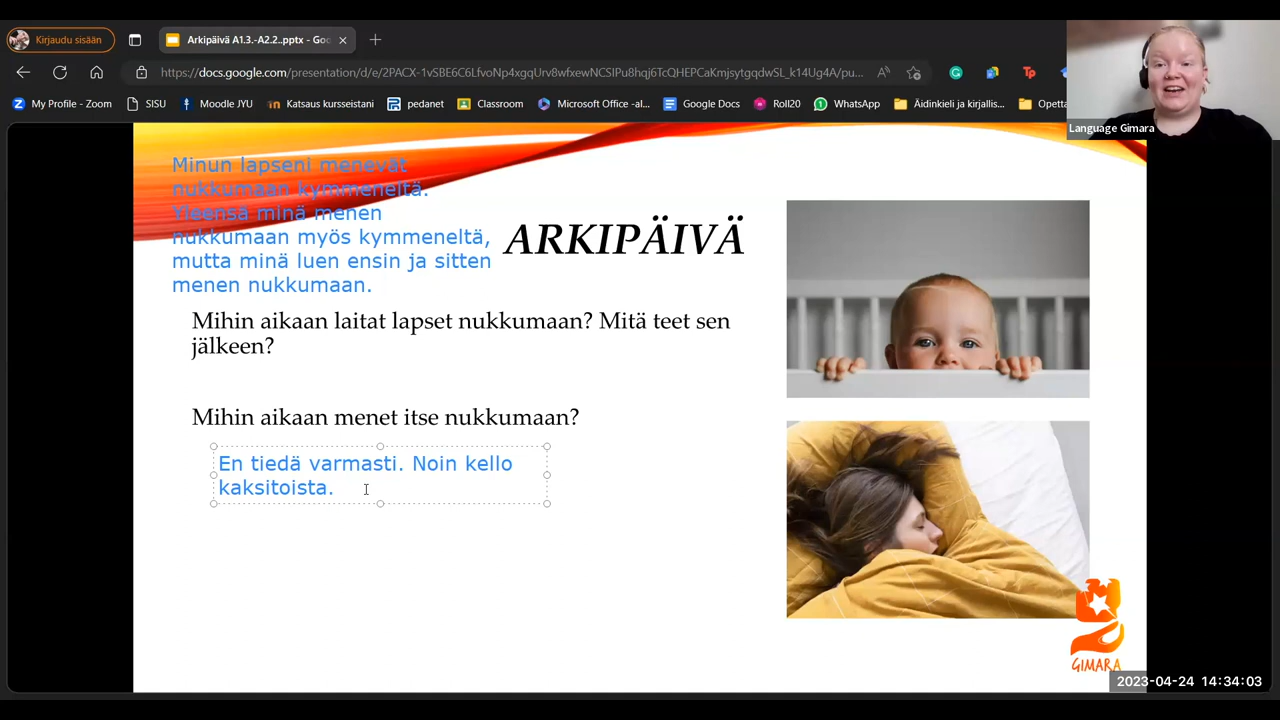 Kirjaudu sisään
Arkipäivä A1.3.-A2.2..pptx - Goo
https://docs.google.com/presentation/d/e/2PACX-1vSBE6C6LfvoNp4xgqUrv8wfxewNCSIPu8hqj6TcQHEPCaKmjsytgqdwSL_k14Ug4A/pu...
My Profile - Zoom
SISU
Moodle JYU
Katsaus kursseistani
pedanet
Classroom
Microsoft Office -al...
Google Docs
Roll20
WhatsApp
Äidinkieli ja kirjallis...
Opetta
Language Gimara
Minun lapseni menevät
nukkumaan kymmeneltä.
Yleensä minä menen
nukkumaan myös kymmeneltä,
mutta minä luen ensin ja sitten
menen nukkumaan.
ARKIPÄIVÄ
Mihin aikaan laitat lapset nukkumaan? Mitä teet sen
jälkeen?
Mihin aikaan menet itse nukkumaan?
En tiedä varmasti. Noin kello
kaksitoista.
GIMARA
2023-04-24 14:34:03